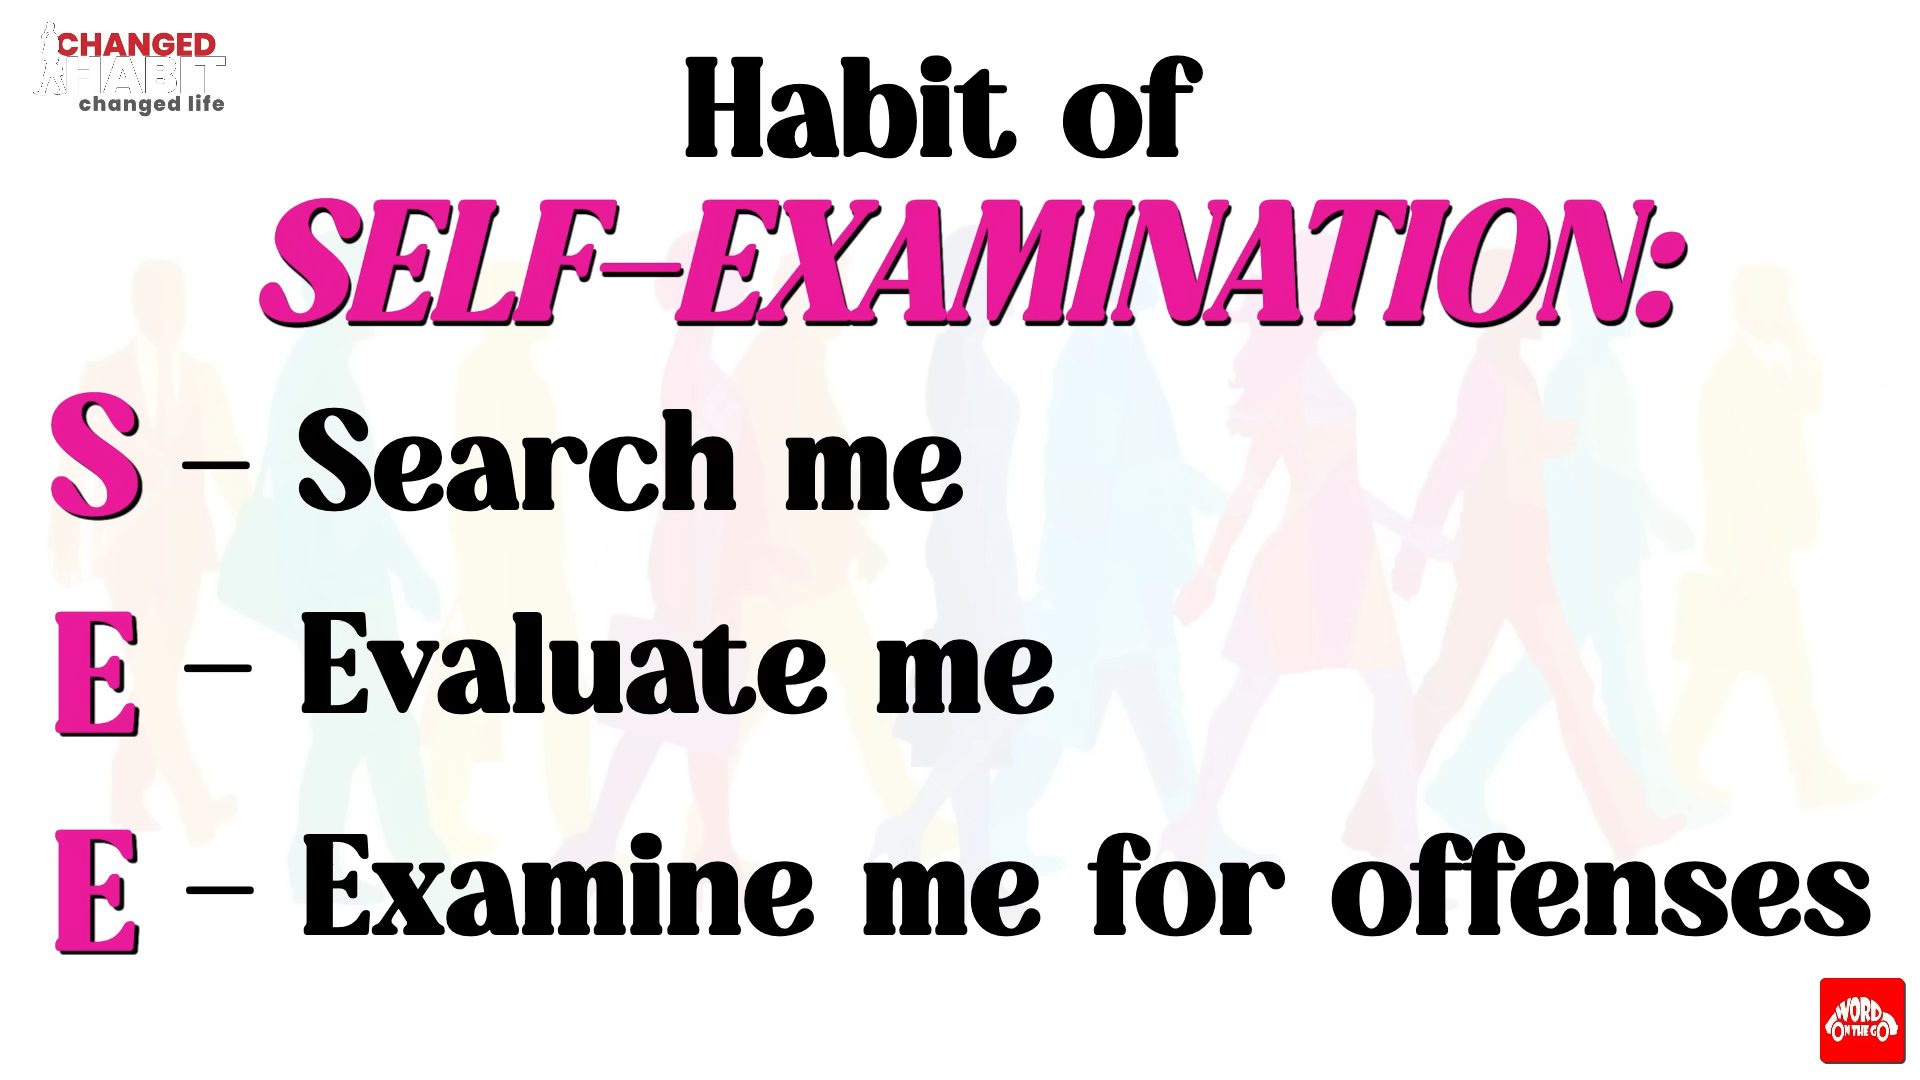 CHANGED
HABIT
changed life
Habit of
SELF-EXAMINATION:
S - Search me
E - Evaluate me
E - Examine me for offenses
WORD
ON THE GO